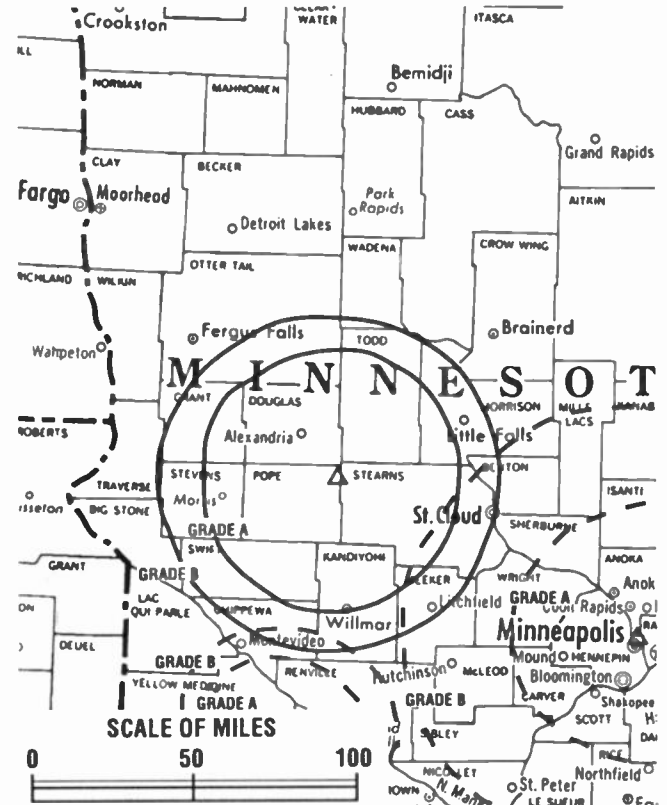 Crookston
WATER
ITASCA
Bemidji
NORMAN
MAHNOMEN
HUBBARD
CASS
Grand Rapids
CLAY
BECKER
Fargo
Moorhead
Park
Rapids
AITKIN
Detroit Lakes
WADENA
CROW WING
OTTER TAIL
RICHLAND
WILKIN
Fergus Falls
TODD
Brainerd
Wahpeton
MINNESOT
GRANT
DOUGLAS
MORRISON
MILLE
LACS
KANAB
ROBERTS
Alexandria
Little Falls
BENTON
STEVENS
POPE
STEARNS
TRAVERSE
Morris
isseton
BIG STONE
ISANTI
St. Cloud
SHERBURNE
GRADE A
SWIFT
KANDIYOHI
ANOKA
GRANT
GRADE B
MEEKER
WRIGHT
LAC
QUI PARLE
CHIPPEWA
Litchfield
GRADE A
Anok
Coon Rapids
Willmar
Minneapolis
DEUEL
Montevideo
Mound
HENNEPIN
GRADE B
RENVILLE
Hutchinson
McLEOD
Bloomington
YELLOW MEDICINE
GRADE A
GRADE B
CARVER
Shakopee
SCOTT
SCALE OF MILES
SIBLEY
RICE
0 50 100
NICOLLET
Northfield
St. Peter
LE SUEUR